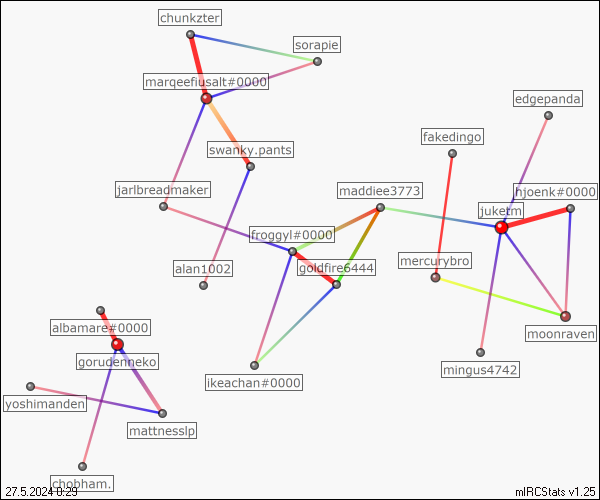 chunkzter
sorapie
marqeefiusalt#0000
edgepanda
fakedingo
swanky.pants
jarlbreadmaker
maddiee3773
hjoenk#0000
juketm
froggyl#0000
alan1002
goldfire6444
mercurybro
albamare#0000
moonraven
gorudenneko
mingus4742
ikeachan#0000
yoshimanden
mattnesslp
chobham.
27.5.2024 0:29
mIRCStats v1.25